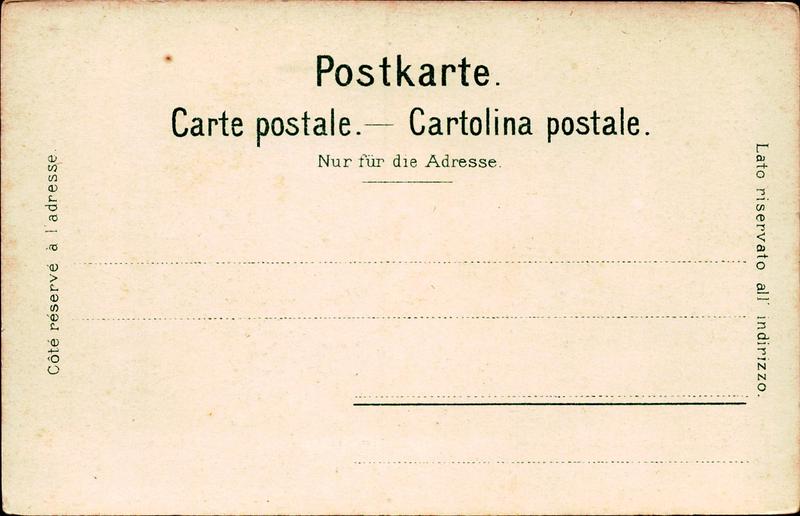 Postkarte.
Carte postale.— Cartolina postale.
Nur für die Adresse.
Côté réservé à l'adresse.
Lato riservato all' indirizzo.